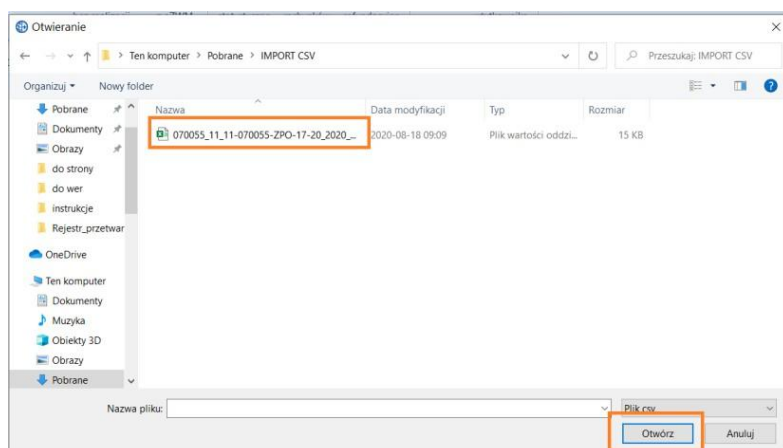 Otwieranie
Ten komputer > Pobrane > IMPORT CSV
Przeszukaj: IMPORT CSV
Organizuj Nowy folder
Nazwa Data modyfikacji Typ Rozmiar
070055_11_11-070055-ZPO-17-20_2020_... 2020-08-18 09:09 Plik wartości oddzi... 15 KB
Pobrane
Dokumenty
Obrazy
do strony
do wer
instrukcje
Rejestr_przetwar
OneDrive
Ten komputer
Dokumenty
Muzyka
Obiekty 3D
Obrazy
Pobrane
Nazwa pliku: Plik csv
Otwórz Anuluj